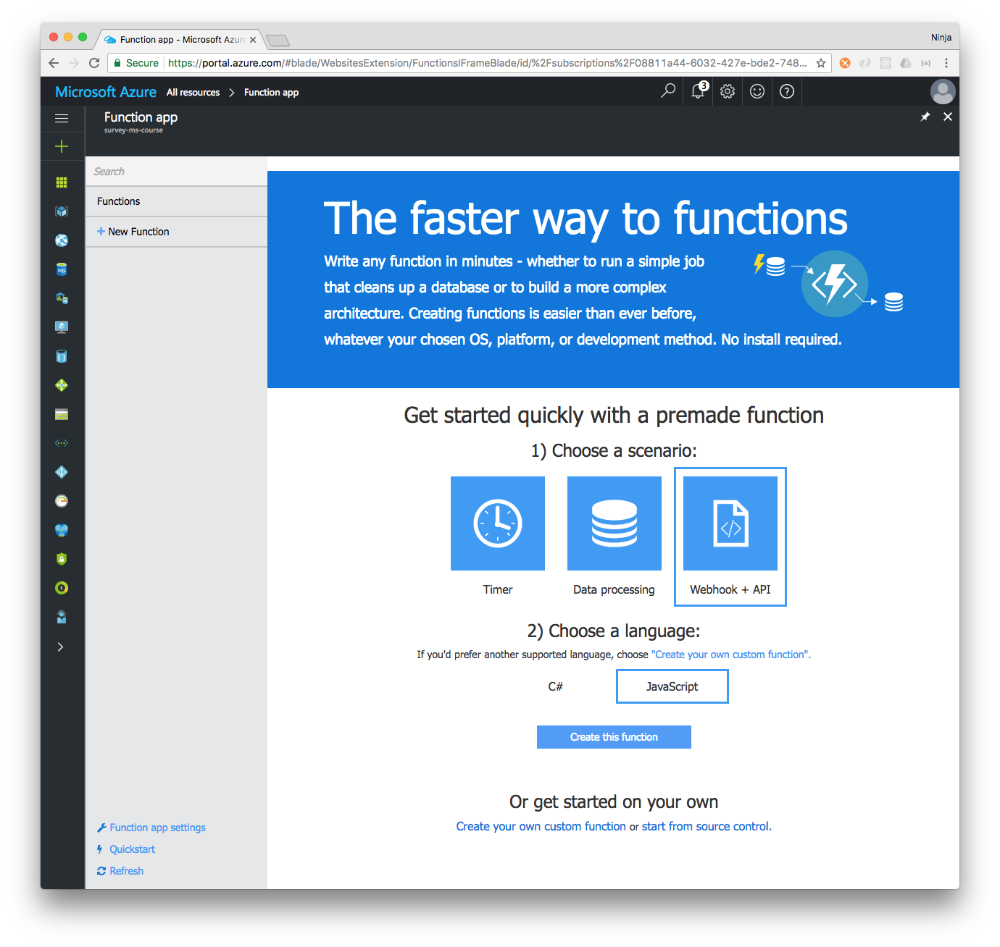 Function app - Microsoft Azure
Ninja
Secure
https://portal.azure.com/#blade/WebsitesExtension/FunctionsIFrameBlade/id/%2Fsubscriptions%2F08811a44-6032-427e-bde2-748...
Microsoft Azure
All resources > Function app
3
Function app
survey-ms-course
Search
Functions
+ New Function
The faster way to functions
Write any function in minutes - whether to run a simple job
that cleans up a database or to build a more complex
architecture. Creating functions is easier than ever before,
whatever your chosen OS, platform, or development method. No install required.
Get started quickly with a premade function
1) Choose a scenario:
Timer
Data processing
Webhook + API
2) Choose a language:
If you'd prefer another supported language, choose "Create your own custom function".
C#
JavaScript
Create this function
Or get started on your own
Create your own custom function or start from source control.
Function app settings
Quickstart
Refresh
SQL